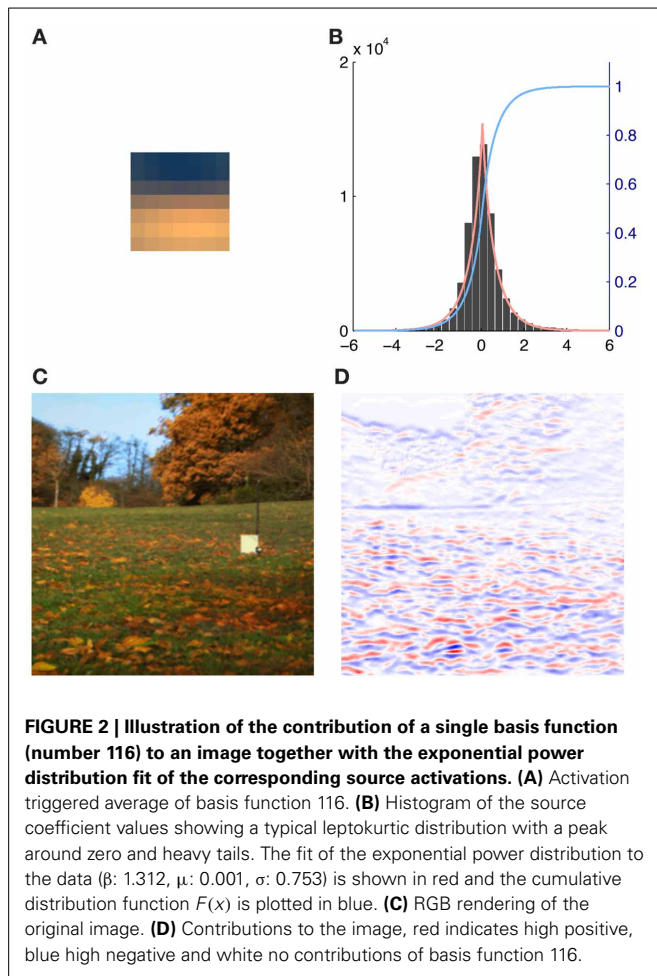 A
B
x 10⁴
2
1
0
1
0.8
0.6
0.4
0.2
0
−6 −4 −2 0 2 4 6
C
D
FIGURE 2 | Illustration of the contribution of a single basis function
(number 116) to an image together with the exponential power
distribution fit of the corresponding source activations. (A) Activation
triggered average of basis function 116. (B) Histogram of the source
coefficient values showing a typical leptokurtic distribution with a peak
around zero and heavy tails. The fit of the exponential power distribution to
the data (β: 1.312, μ: 0.001, σ: 0.753) is shown in red and the cumulative
distribution function F(x) is plotted in blue. (C) RGB rendering of the
original image. (D) Contributions to the image, red indicates high positive,
blue high negative and white no contributions of basis function 116.